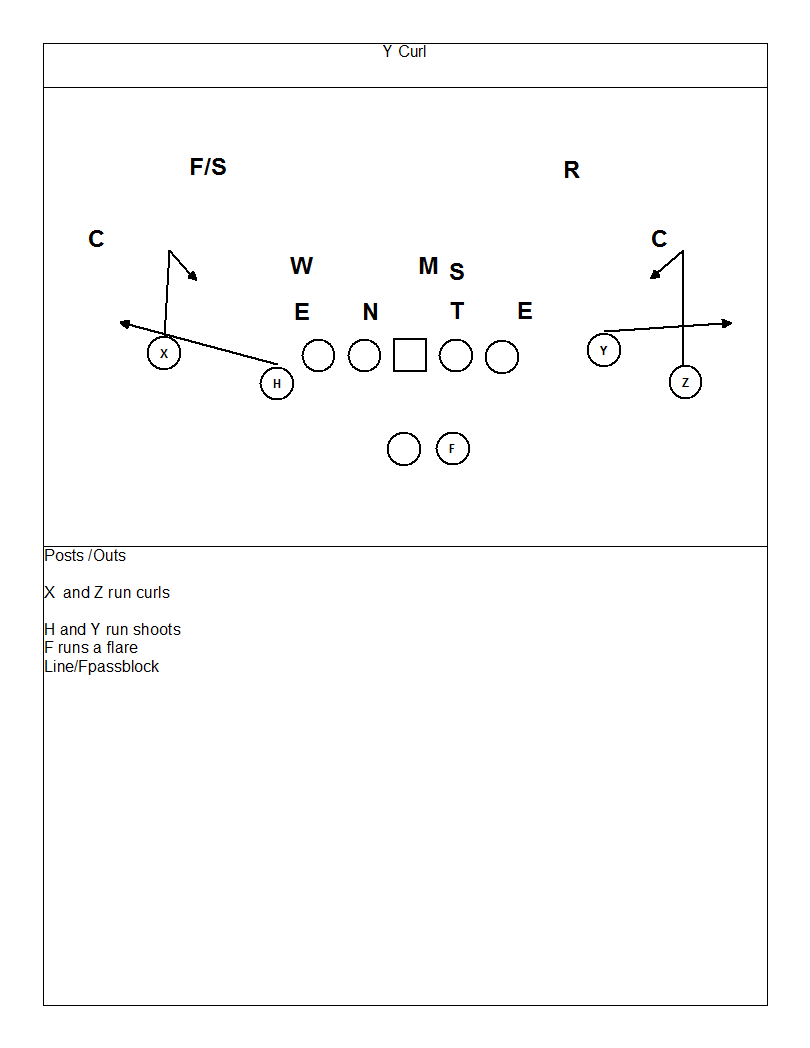 Y Curl
F/S R
C C
W M S
E N T E
X H Y Z
F
Posts /Outs
X and Z run curls
H and Y run shoots
F runs a flare
Line/Fpassblock